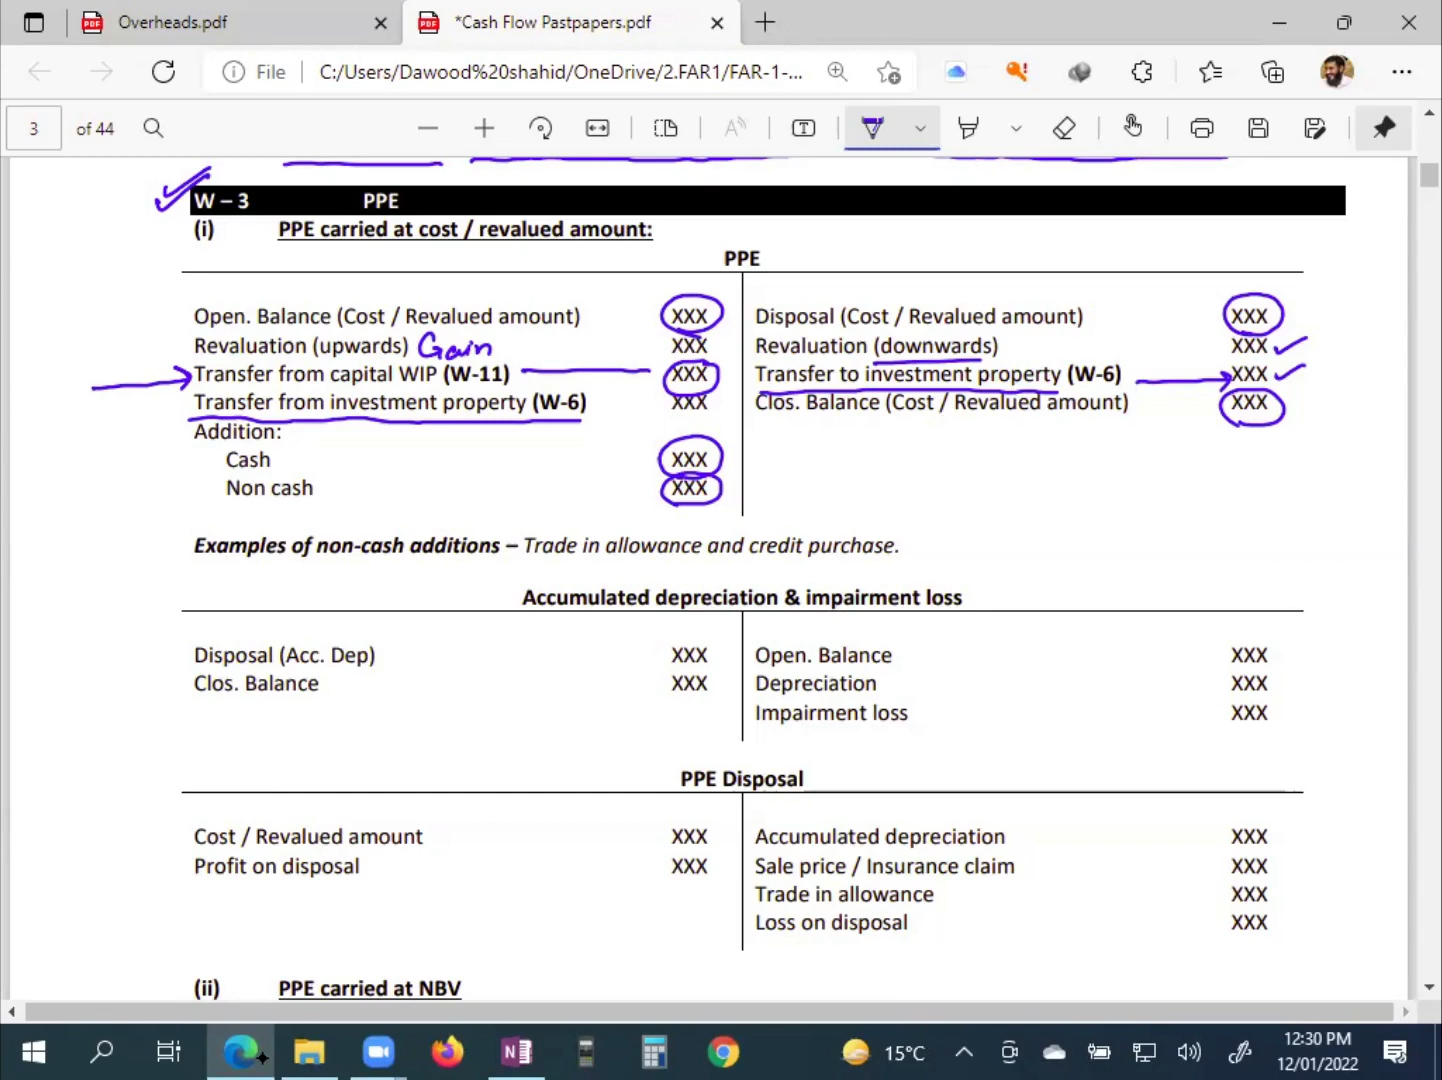 Overheads.pdf
*Cash Flow Pastpapers.pdf
File C:/Users/Dawood%20shahid/OneDrive/2.FAR1/FAR-1-...
3 of 44
W – 3 PPE
(i) PPE carried at cost / revalued amount:
PPE
Open. Balance (Cost / Revalued amount) XXX Disposal (Cost / Revalued amount) XXX
Revaluation (upwards) Gain XXX Revaluation (downwards) XXX
Transfer from capital WIP (W-11) XXX Transfer to investment property (W-6) XXX
Transfer from investment property (W-6) XXX Clos. Balance (Cost / Revalued amount) XXX
Addition:
Cash XXX
Non cash XXX
Examples of non-cash additions – Trade in allowance and credit purchase.
Accumulated depreciation & impairment loss
Disposal (Acc. Dep) XXX Open. Balance XXX
Clos. Balance XXX Depreciation XXX
Impairment loss XXX
PPE Disposal
Cost / Revalued amount XXX Accumulated depreciation XXX
Profit on disposal XXX Sale price / Insurance claim XXX
Trade in allowance XXX
Loss on disposal XXX
(ii) PPE carried at NBV
15°C
12:30 PM
12/01/2022